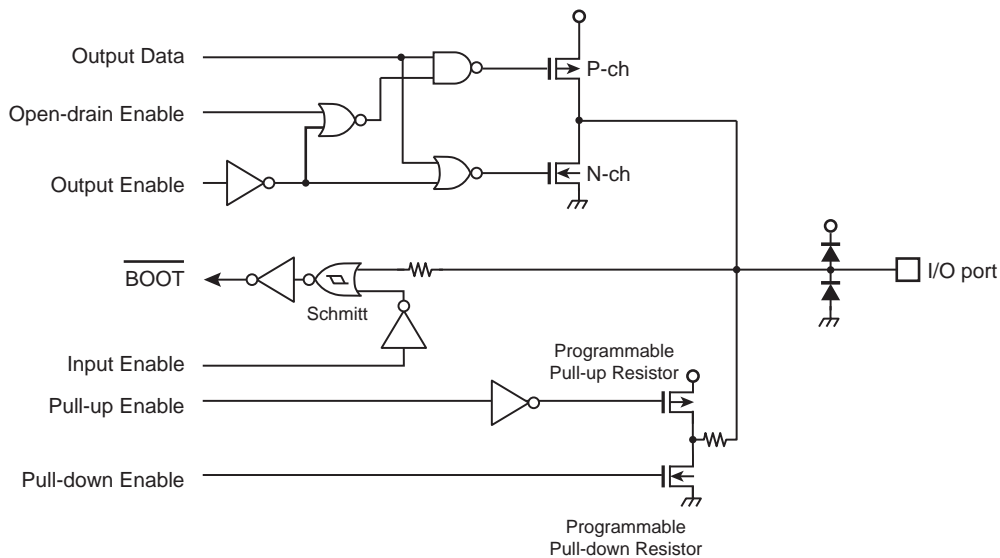 Output Data
P-ch
Open-drain Enable
Output Enable
N-ch
BOOT
I/O port
Schmitt
Input Enable
Programmable
Pull-up Resistor
Pull-up Enable
Pull-down Enable
Programmable
Pull-down Resistor